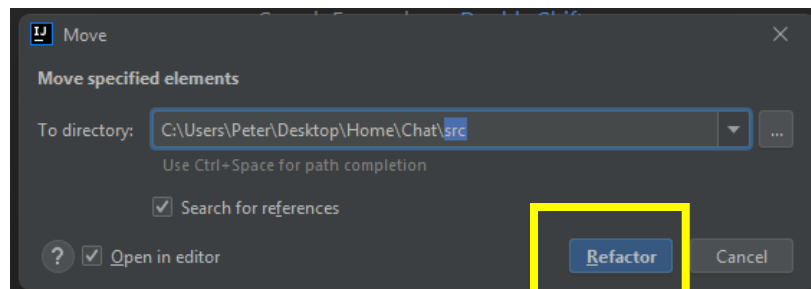 IJ Move
Move specified elements
To directory: C:\Users\Peter\Desktop\Home\Chat\src ...
Use Ctrl+Space for path completion
Search for references
? Open in editor Refactor Cancel